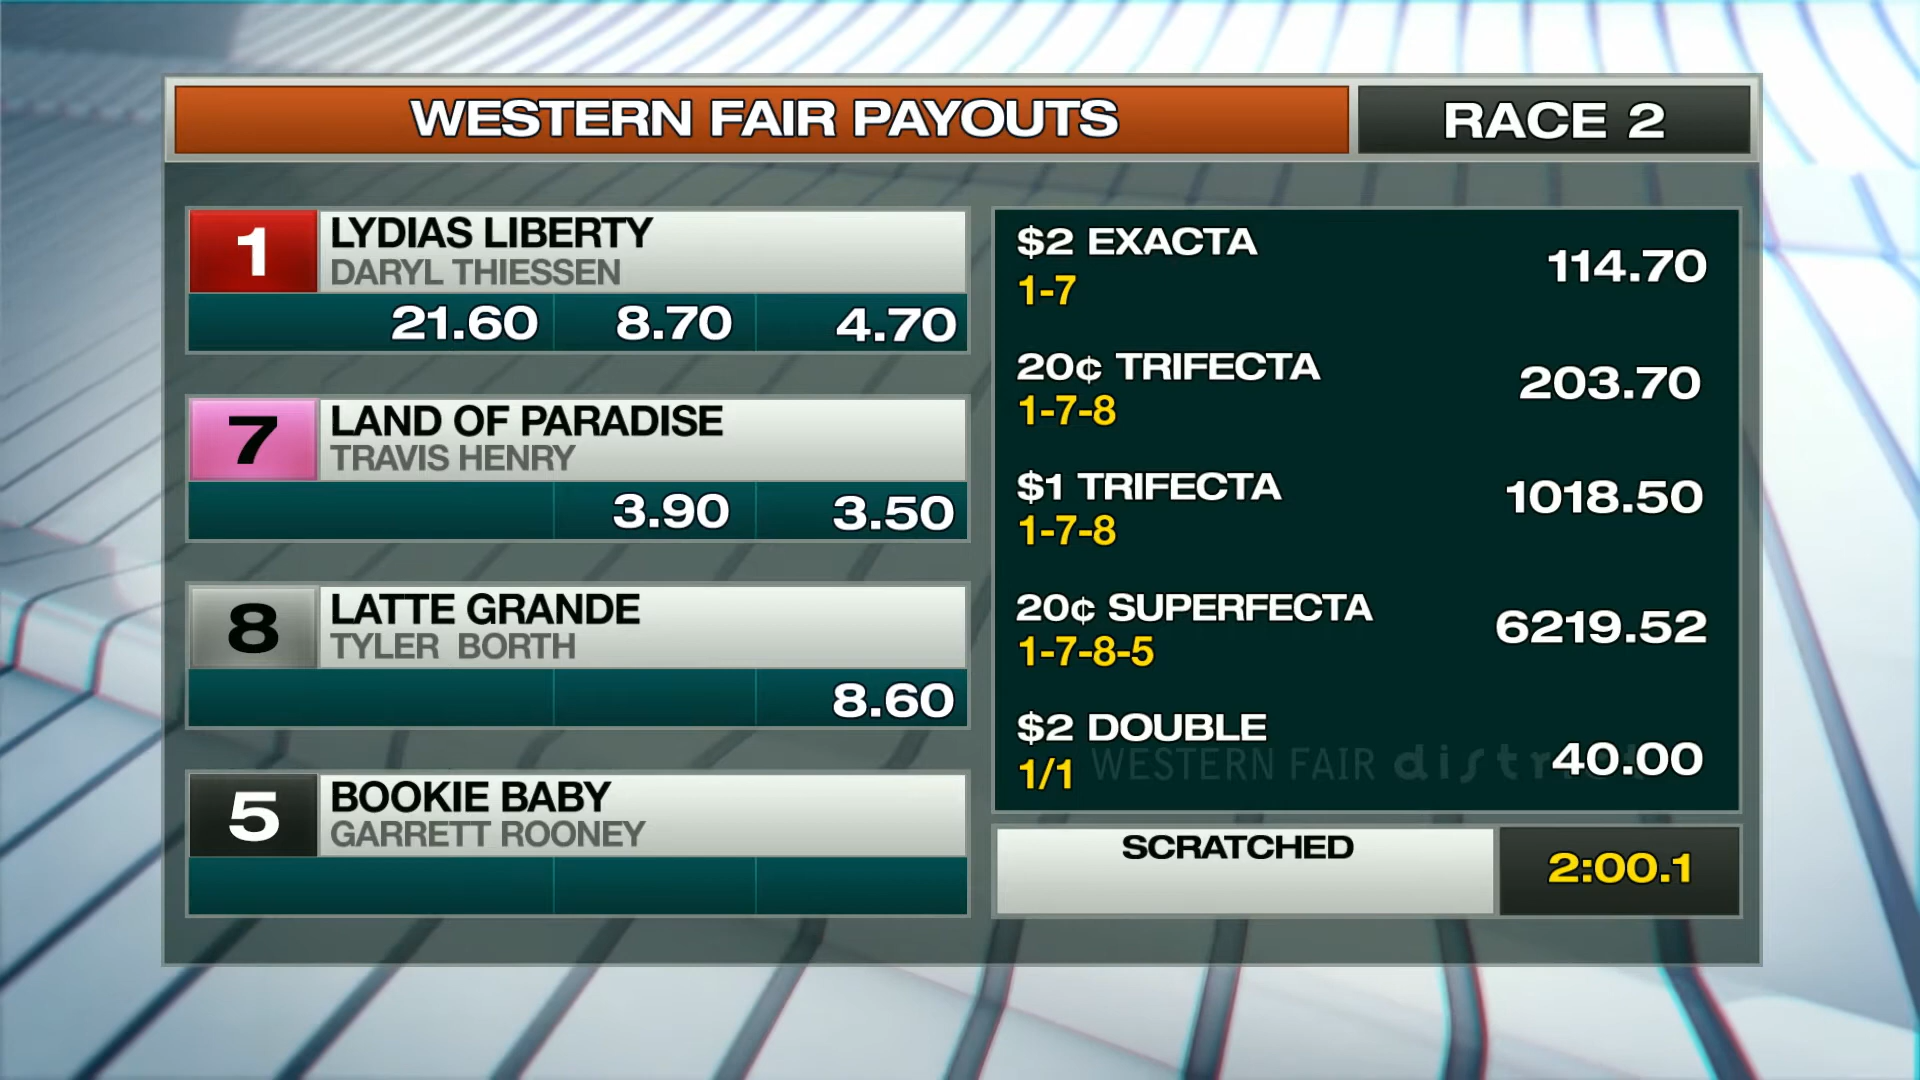 WESTERN FAIR PAYOUTS
RACE 2
1
LYDIAS LIBERTY
DARYL THIESSEN
21.60 8.70 4.70
7
LAND OF PARADISE
TRAVIS HENRY
3.90 3.50
8
LATTE GRANDE
TYLER BORTH
8.60
5
BOOKIE BABY
GARRETT ROONEY
$2 EXACTA
1-7
114.70
20¢ TRIFECTA
1-7-8
203.70
$1 TRIFECTA
1-7-8
1018.50
20¢ SUPERFECTA
1-7-8-5
6219.52
$2 DOUBLE
1/1
40.00
WESTERN FAIR district
SCRATCHED
2:00.1